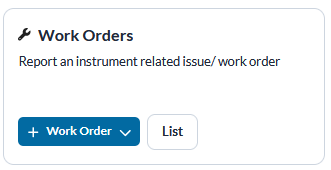 Work Orders
Report an instrument related issue/ work order
+ Work Order
List